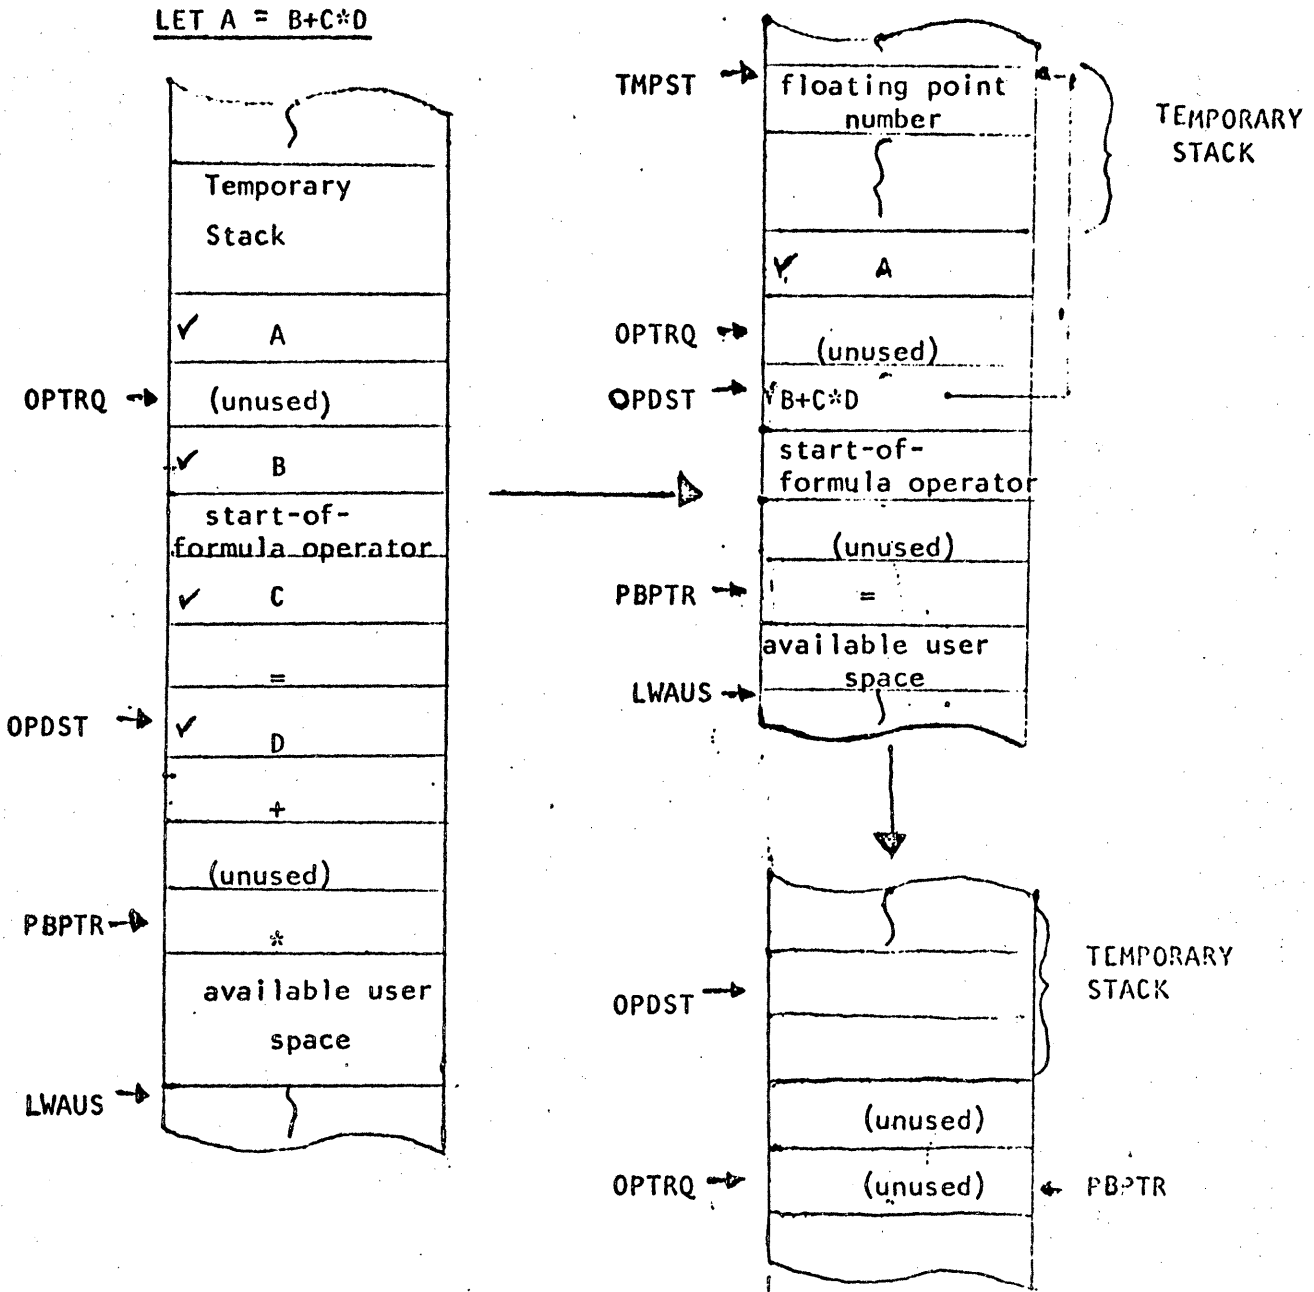 LET A = B+C*D
Temporary
Stack
✓ A
OPTRQ
(unused)
✓ B
start-of-
formula operator
✓ C
=
OPDST
✓ D
+
(unused)
PBPTR
*
available user
space
LWAUS
TMPST
floating point
number
TEMPORARY
STACK
✓ A
OPTRQ
(unused)
OPDST
✓ B+C*D
start-of-
formula operator
(unused)
PBPTR
=
available user
space
LWAUS
TEMPORARY
STACK
OPDST
(unused)
OPTRQ
(unused)
PBPTR